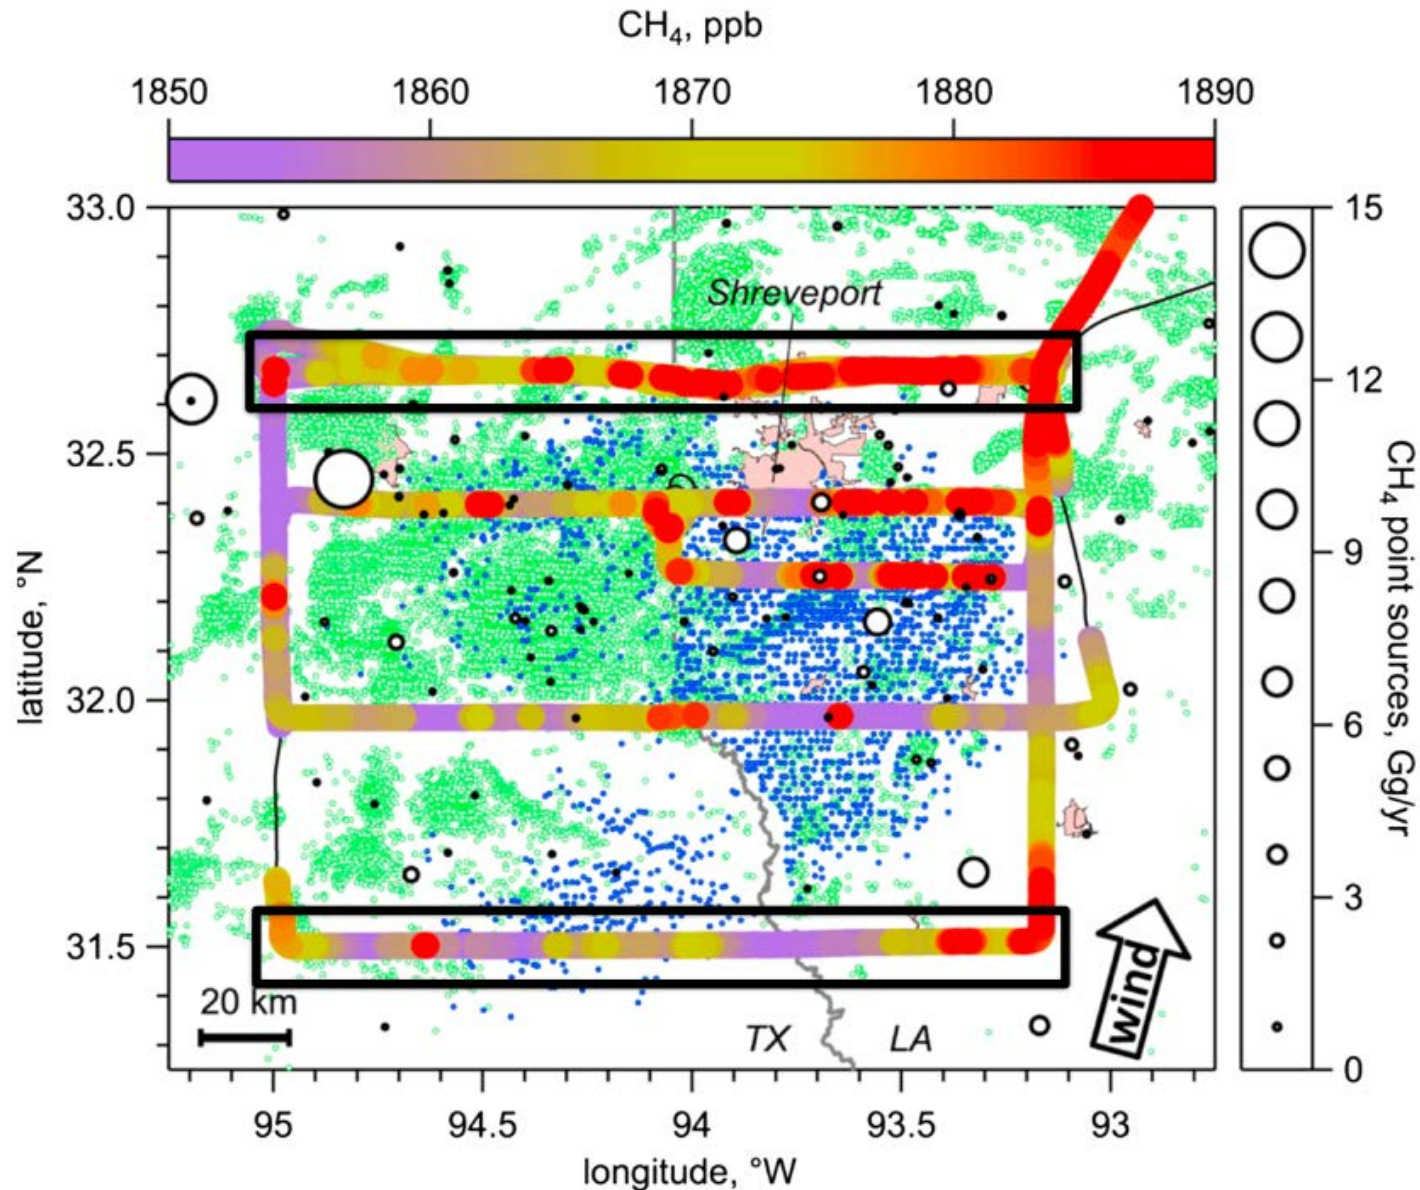 CH₄, ppb
1850 1860 1870 1880 1890
33.0
32.5
32.0
31.5
latitude, °N
Shreveport
20 km
TX LA
wind
95 94.5 94 93.5 93
longitude, °W
15
12
9
6
3
0
CH₄ point sources, Gg/yr